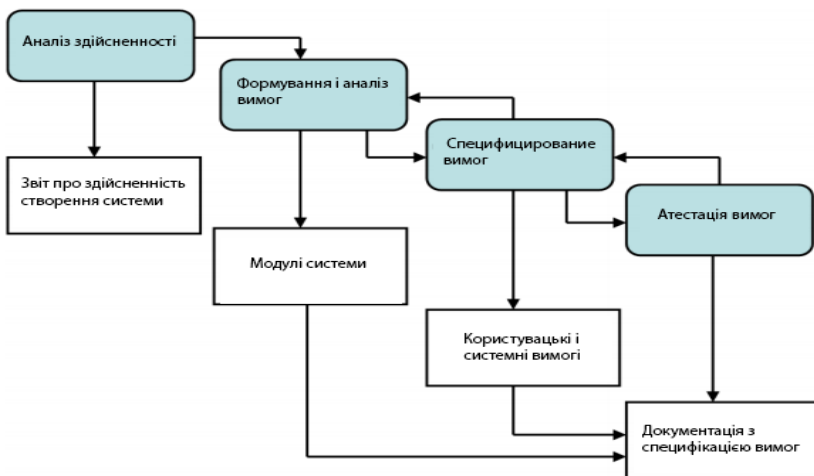 Аналіз здійсненності
Формування і аналіз
вимог
Специфицирование
вимог
Атестація вимог
Звіт про здійсненність
створення системи
Модулі системи
Користувацькі і
системні вимогі
Документація з
специфікацією вимог